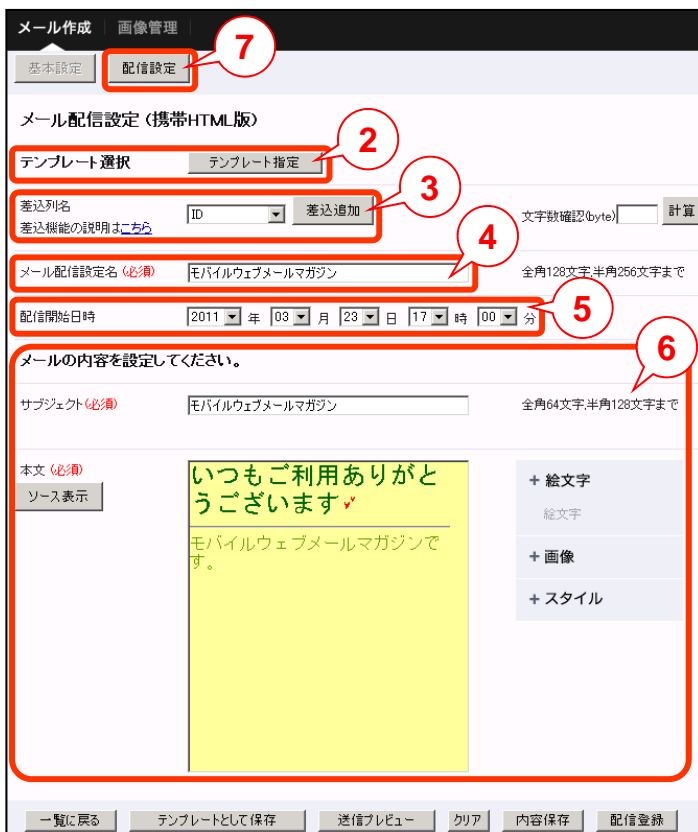 メール作成 画像管理
7
基本設定 配信設定
メール配信設定（携帯HTML版）
2
テンプレート選択 テンプレート指定
3
差込列名
差込機能の説明はこちら
ID 差込追加 文字数確認(byte) 計算
4
メール配信設定名 (必須) モバイルウェブメールマガジン 全角128文字,半角256文字まで
5
配信開始日時 2011 年 03 月 23 日 17 時 00 分
6
メールの内容を設定してください。
サブジェクト(必須) モバイルウェブメールマガジン 全角64文字,半角128文字まで
本文 (必須)
ソース表示
いつもご利用ありがと
うございます
モバイルウェブメールマガジンで
す。
+ 絵文字
絵文字
+ 画像
+ スタイル
一覧に戻る テンプレートとして保存 送信プレビュー クリア 内容保存 配信登録